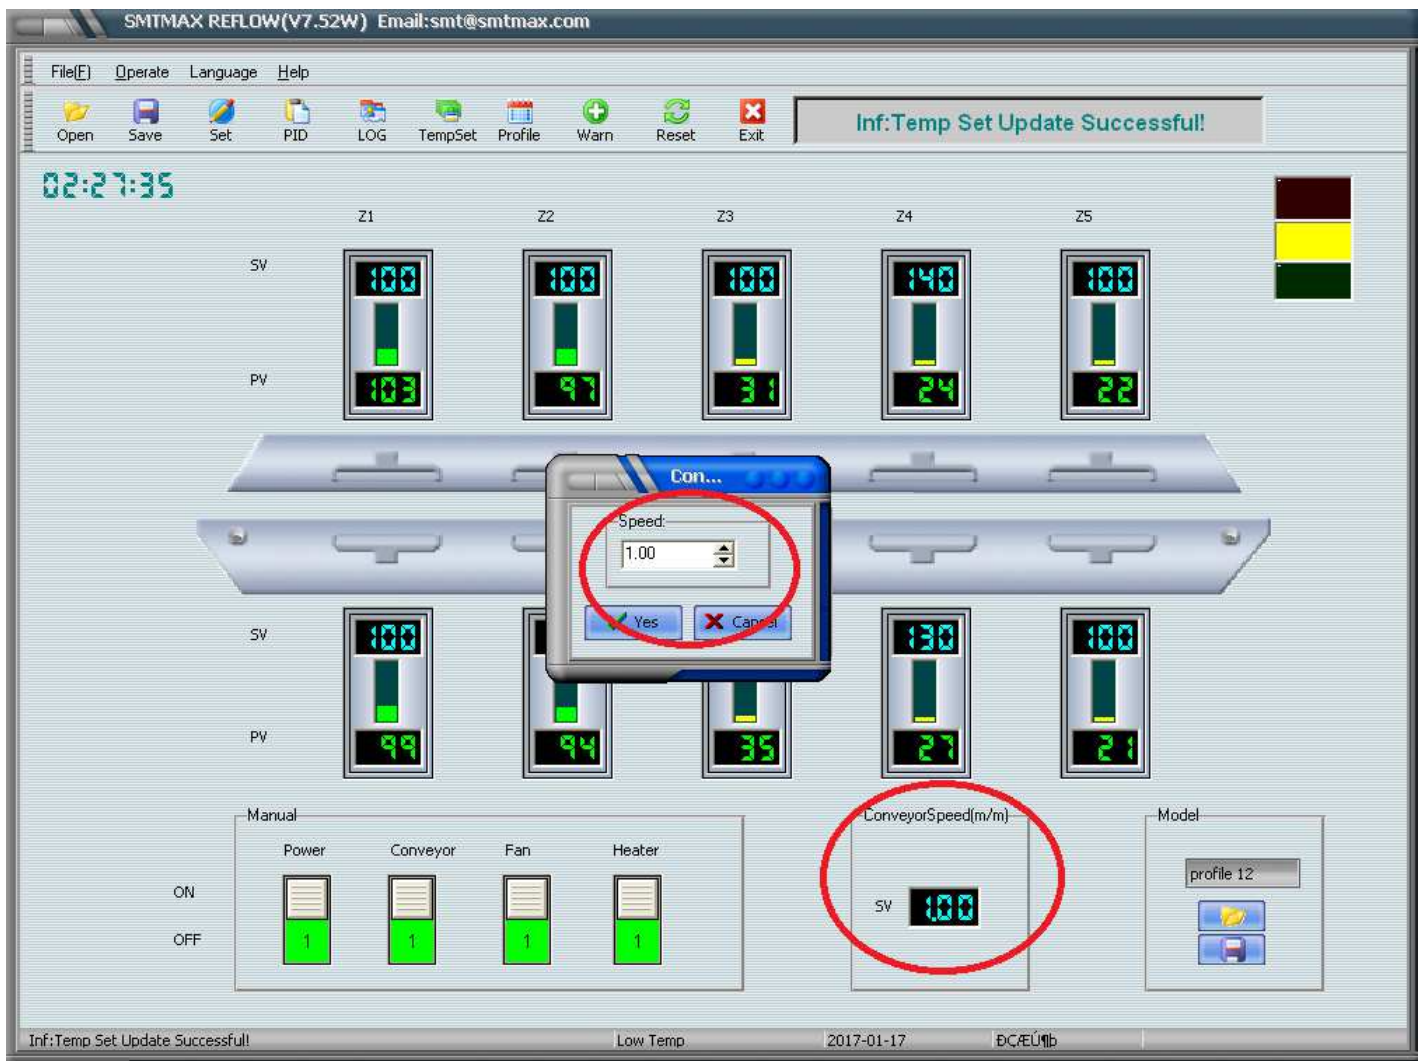 SMTMAX REFLOW(V7.52W) Email:smt@smtmax.com
File(F) Operate Language Help
Open Save Set PID LOG TempSet Profile Warn Reset Exit
Inf:Temp Set Update Successful!
02:27:35
Z1 Z2 Z3 Z4 Z5
SV 100 100 100 140 100
PV 103 97 31 24 22
Con...
Speed:
1.00
Yes Cancel
SV 100 130 100
PV 99 94 35 27 21
Manual
Power Conveyor Fan Heater
ON
OFF 1 1 1 1
ConveyorSpeed(m/m)
SV 1.00
Model
profile 12
Inf:Temp Set Update Successful! Low Temp 2017-01-17 ÐÇÆÚ¶þ